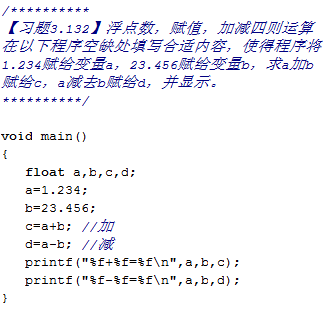 /**********
【习题3.132】浮点数，赋值，加减四则运算
在以下程序空缺处填写合适内容，使得程序将
1.234赋给变量a，23.456赋给变量b，求a加b
赋给c，a减去b赋给d，并显示。
**********/
void main()
{
float a,b,c,d;
a=1.234;
b=23.456;
c=a+b; //加
d=a-b; //减
printf("%f+%f=%f\n",a,b,c);
printf("%f-%f=%f\n",a,b,d);
}